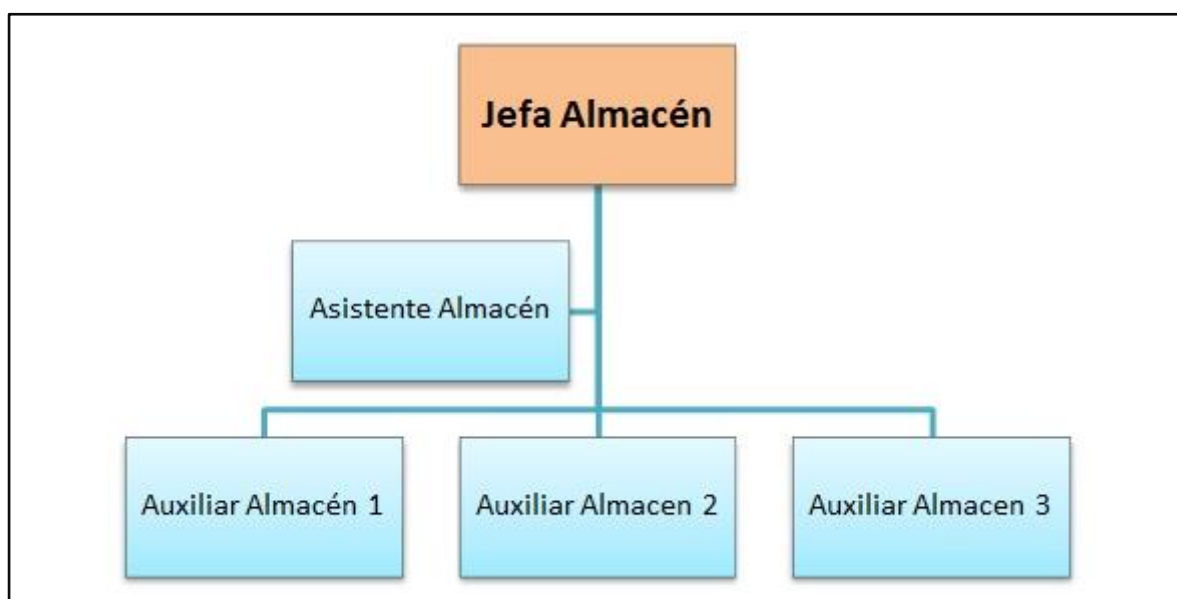 Jefa Almacén
Asistente Almacén
Auxiliar Almacén 1
Auxiliar Almacen 2
Auxiliar Almacen 3